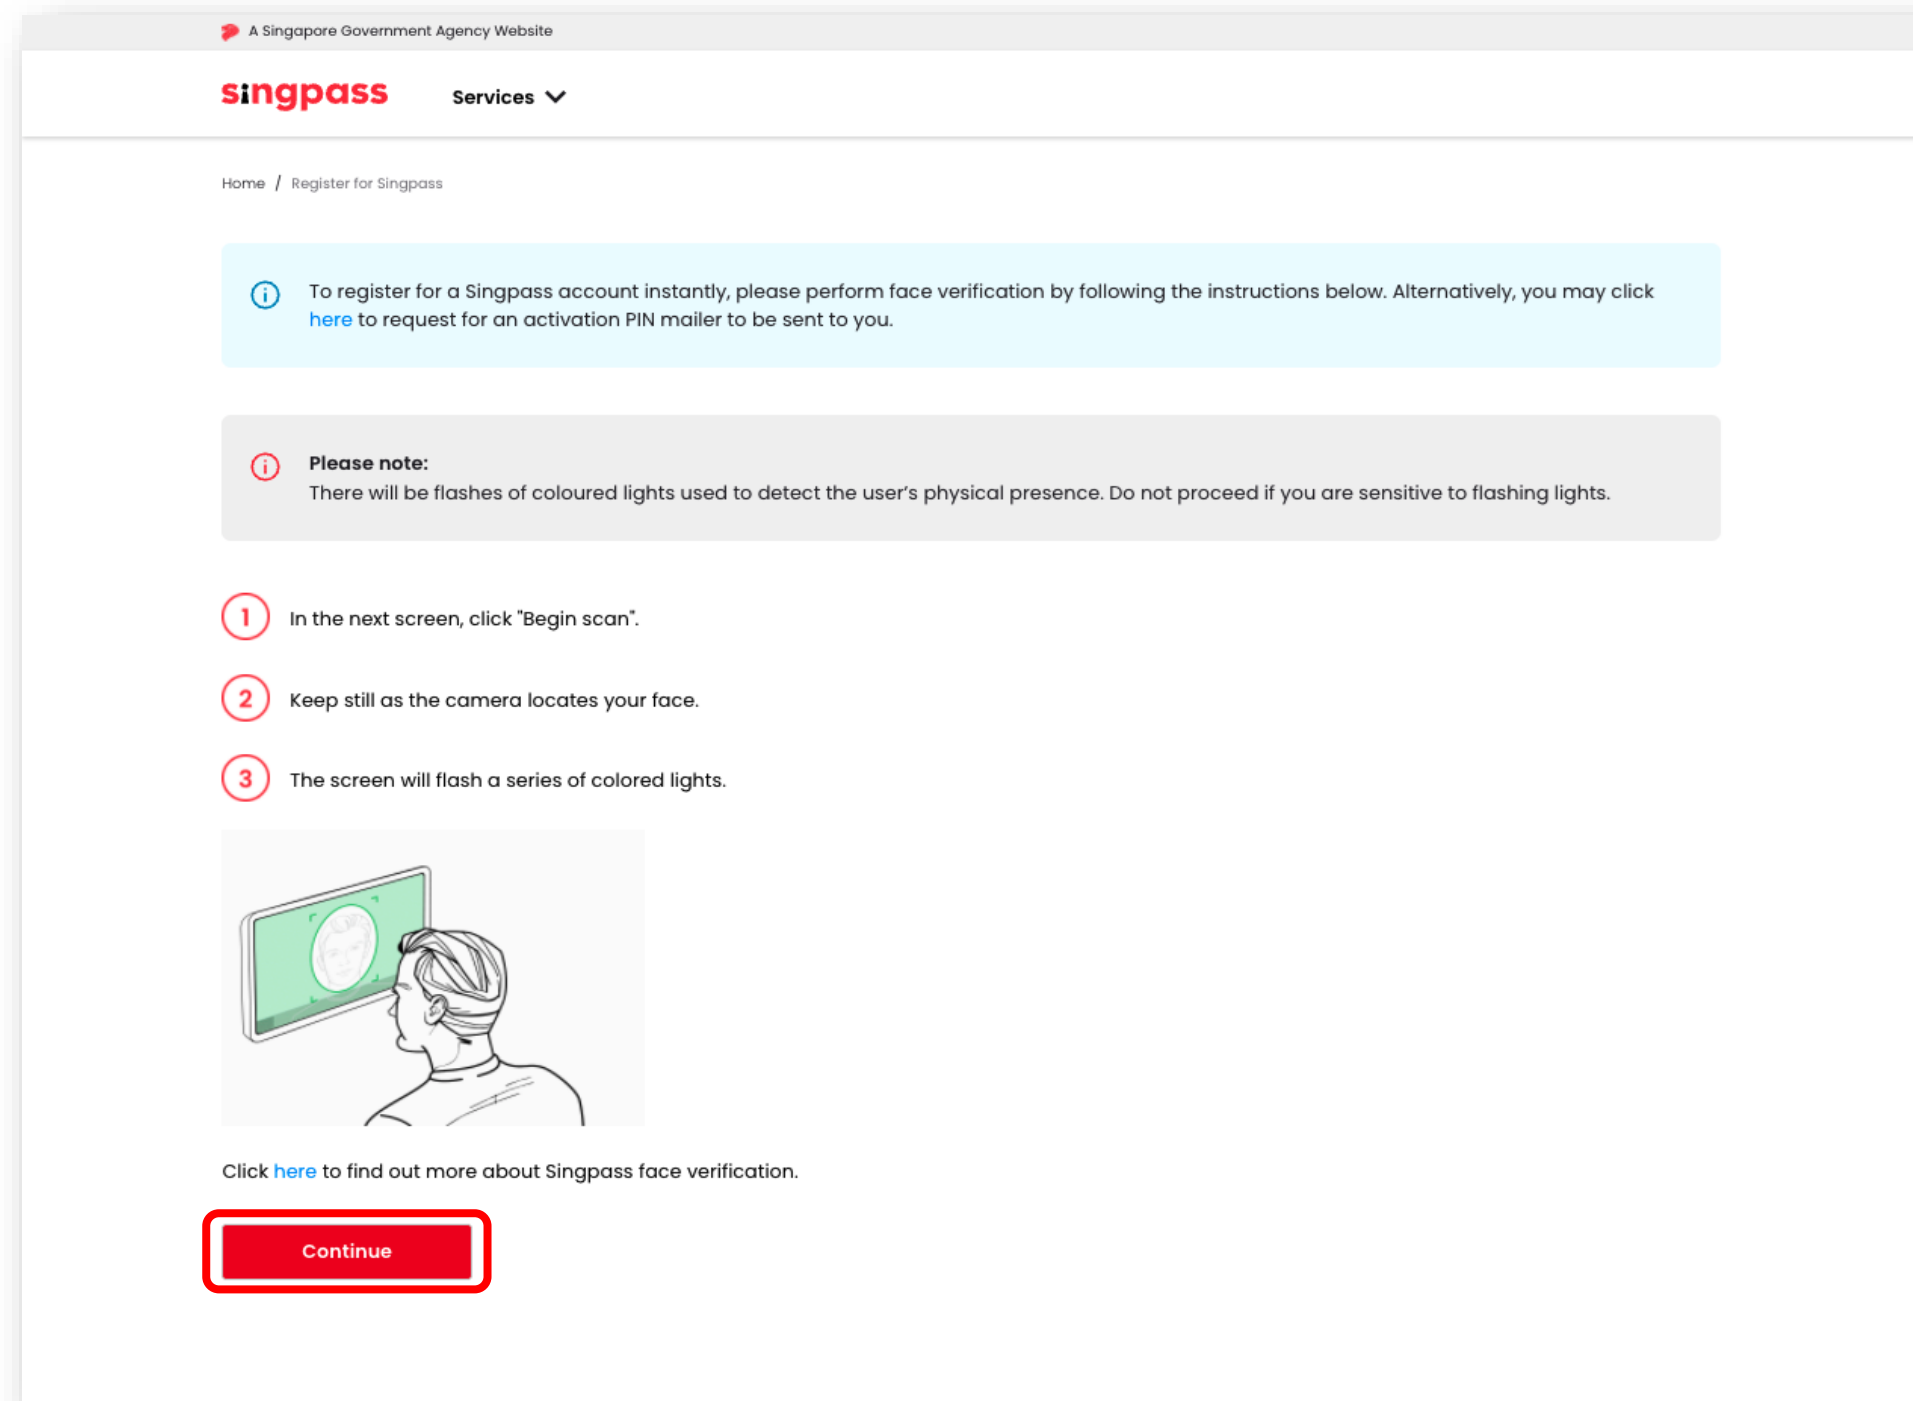 A Singapore Government Agency Website
singpass
Services
Home / Register for Singpass
To register for a Singpass account instantly, please perform face verification by following the instructions below. Alternatively, you may click
here to request for an activation PIN mailer to be sent to you.
Please note:
There will be flashes of coloured lights used to detect the user's physical presence. Do not proceed if you are sensitive to flashing lights.
1 In the next screen, click "Begin scan".
2 Keep still as the camera locates your face.
3 The screen will flash a series of colored lights.
Click here to find out more about Singpass face verification.
Continue